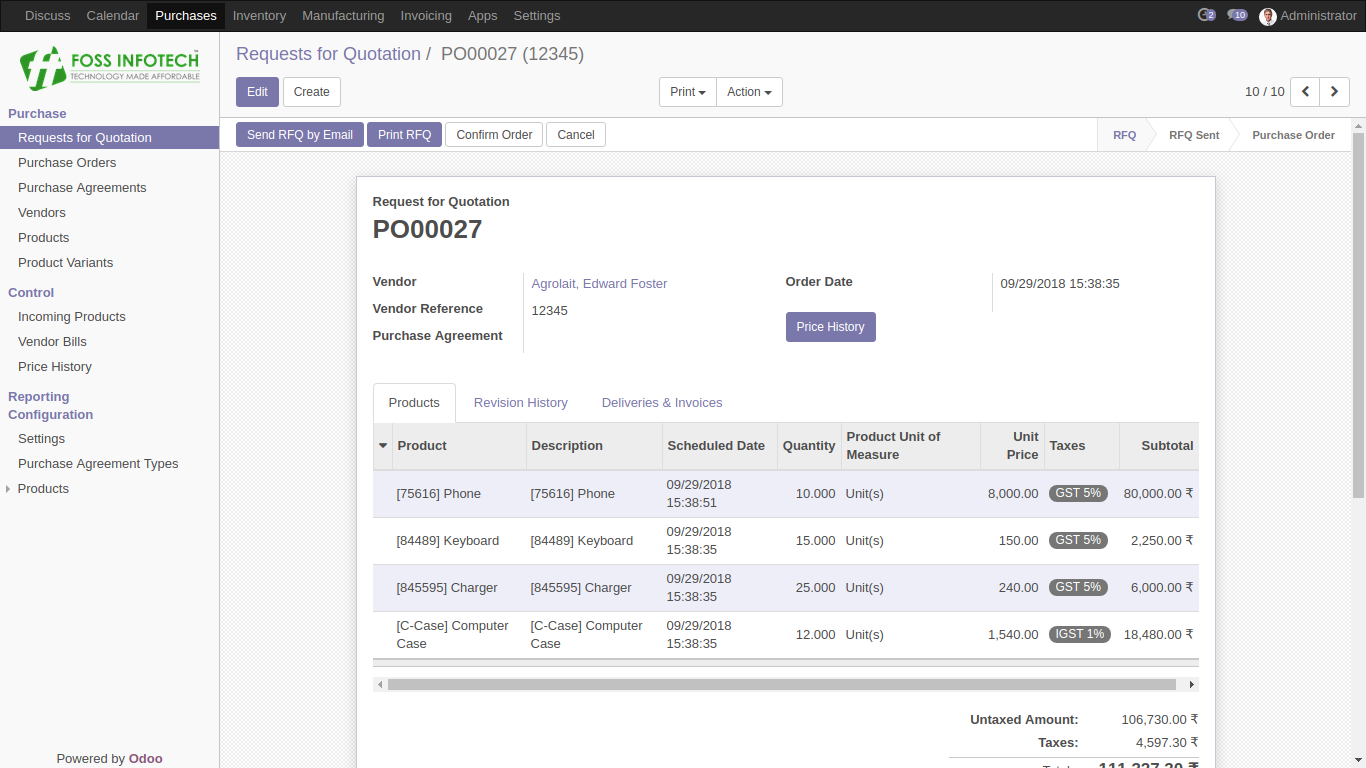 Discuss Calendar Purchases Inventory Manufacturing Invoicing Apps Settings 2 10 Administrator
FOSS INFOTECH
TECHNOLOGY MADE AFFORDABLE
Purchase
Requests for Quotation
Purchase Orders
Purchase Agreements
Vendors
Products
Product Variants
Control
Incoming Products
Vendor Bills
Price History
Reporting
Configuration
Settings
Purchase Agreement Types
Products
Powered by Odoo
Requests for Quotation / PO00027 (12345)
Edit Create Print Action 10 / 10
Send RFQ by Email Print RFQ Confirm Order Cancel RFQ RFQ Sent Purchase Order
Request for Quotation
PO00027
Vendor Agrolait, Edward Foster Order Date 09/29/2018 15:38:35
Vendor Reference 12345
Price History
Purchase Agreement
Products Revision History Deliveries & Invoices
Product Description Scheduled Date Quantity Product Unit of Measure Unit Price Taxes Subtotal
[75616] Phone [75616] Phone 09/29/2018 15:38:51 10.000 Unit(s) 8,000.00 GST 5% 80,000.00 ₹
[84489] Keyboard [84489] Keyboard 09/29/2018 15:38:35 15.000 Unit(s) 150.00 GST 5% 2,250.00 ₹
[845595] Charger [845595] Charger 09/29/2018 15:38:35 25.000 Unit(s) 240.00 GST 5% 6,000.00 ₹
[C-Case] Computer Case [C-Case] Computer Case 09/29/2018 15:38:35 12.000 Unit(s) 1,540.00 IGST 1% 18,480.00 ₹
Untaxed Amount: 106,730.00 ₹
Taxes: 4,597.30 ₹